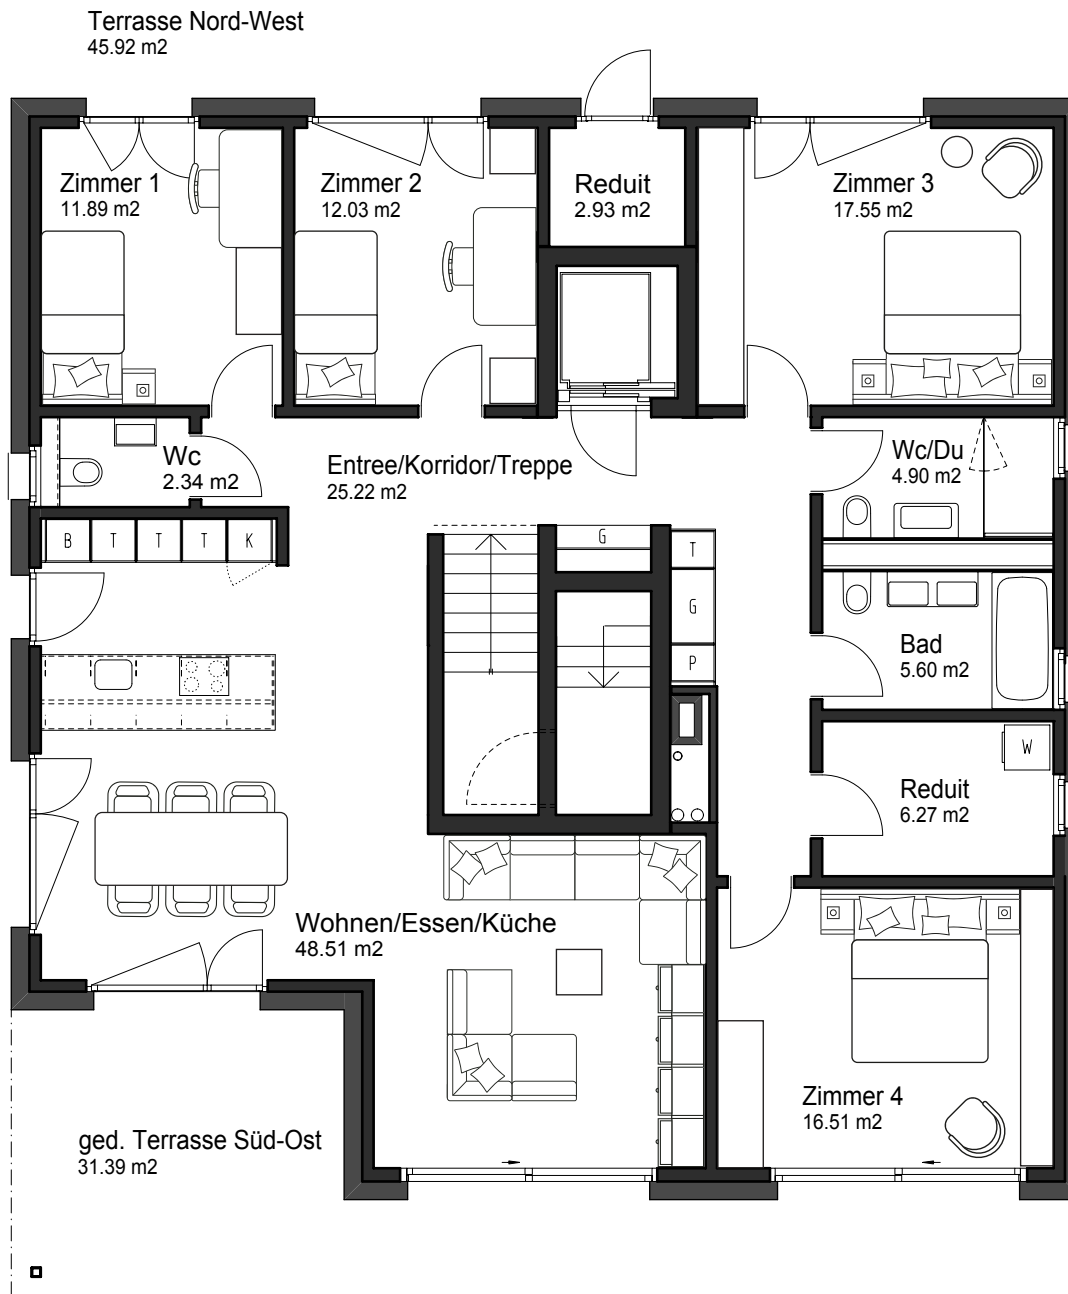 Terrasse Nord-West
45.92 m2
Zimmer 1
11.89 m2
Zimmer 2
12.03 m2
Reduit
2.93 m2
Zimmer 3
17.55 m2
Wc
2.34 m2
Entree/Korridor/Treppe
25.22 m2
Wc/Du
4.90 m2
B T T T K
G
T
G
P
Bad
5.60 m2
W
Reduit
6.27 m2
Wohnen/Essen/Küche
48.51 m2
Zimmer 4
16.51 m2
ged. Terrasse Süd-Ost
31.39 m2